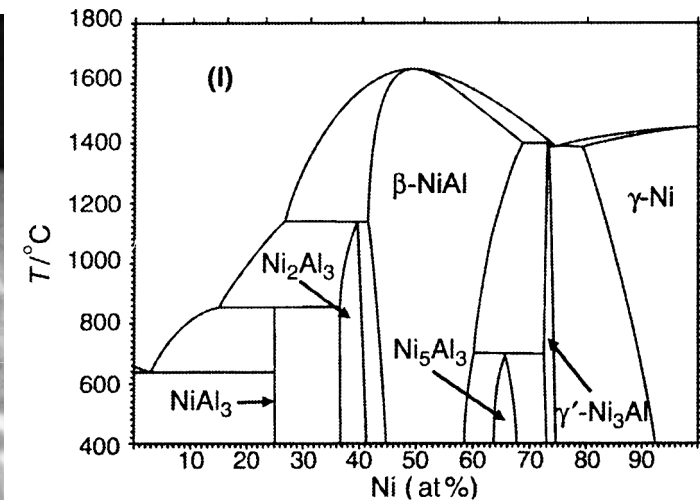 1800
1600
1400
1200
1000
800
600
400
T/°C
(l)
β-NiAl
γ-Ni
Ni₂Al₃
Ni₅Al₃
NiAl₃
γ′-Ni₃Al
10 20 30 40 50 60 70 80 90
Ni (at%)